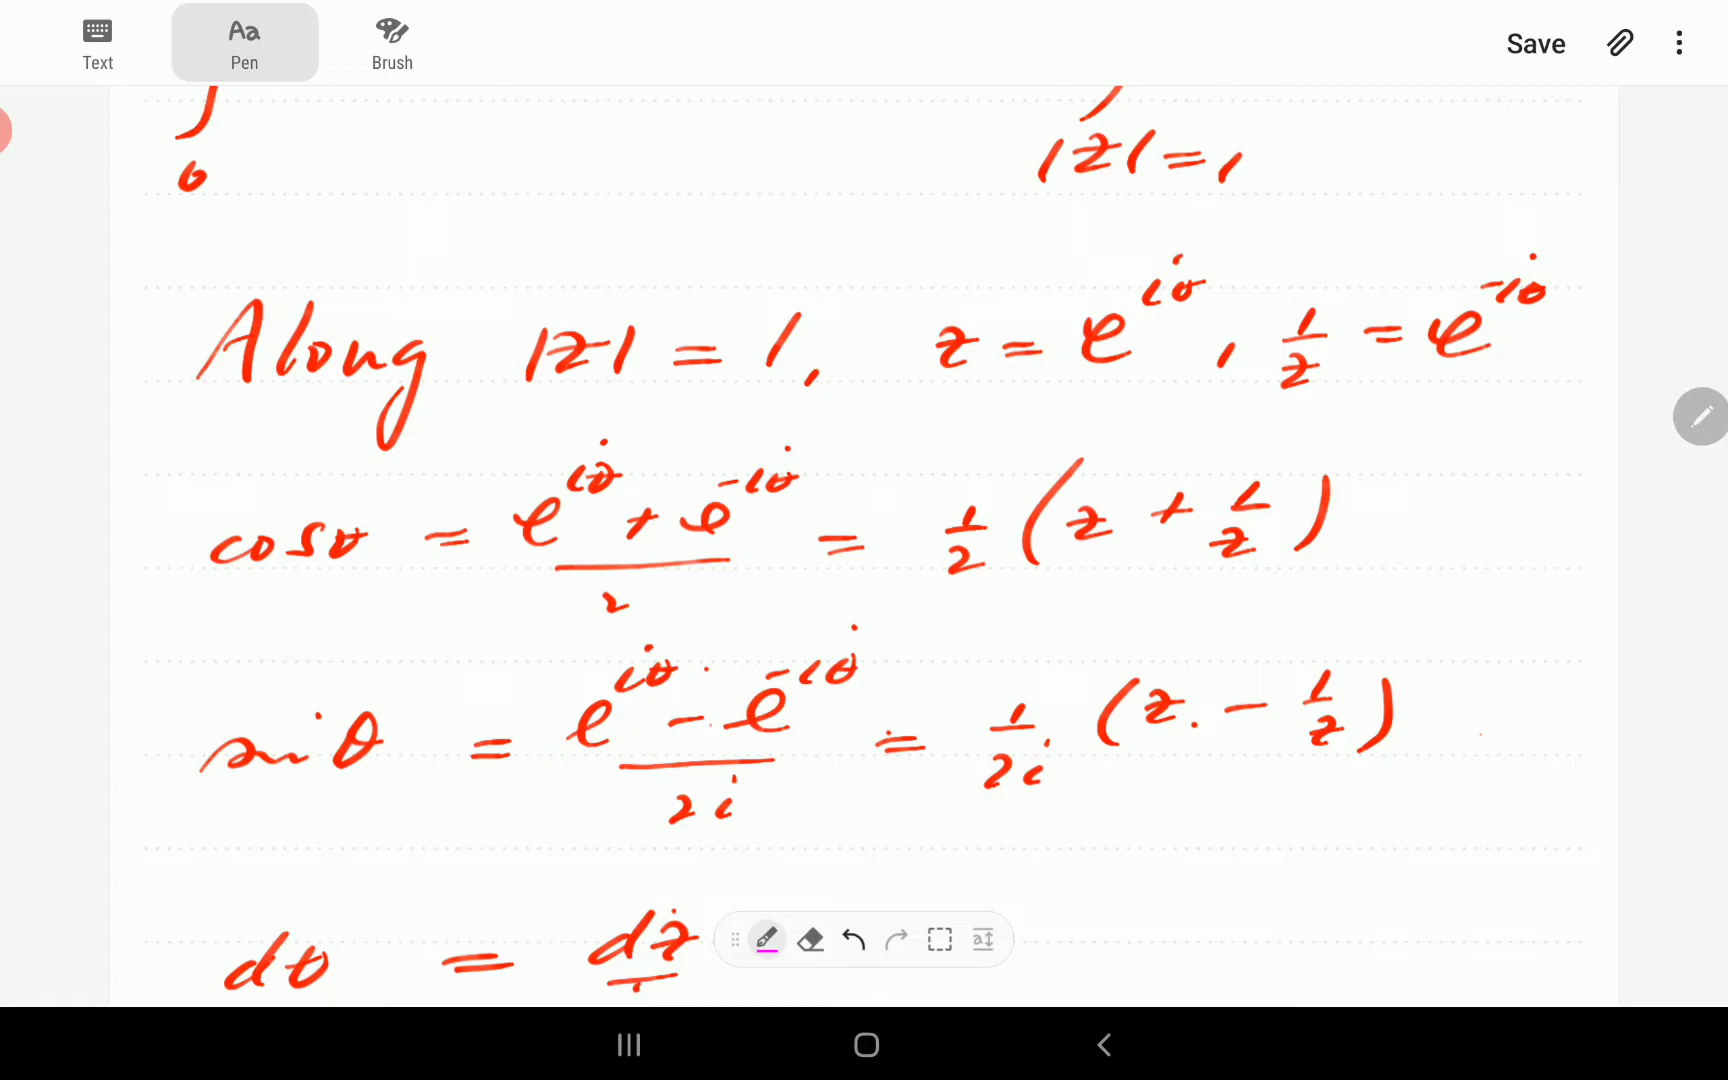 Text Aa Pen Brush Save
∫ ∫
0 |z|=1
Along |z| = 1, z = e^{iθ}, 1/z = e^{-iθ}
cosθ = (e^{iθ} + e^{-iθ})/2 = 1/2 (z + 1/z)
sinθ = (e^{iθ} - e^{-iθ})/2i = 1/2i (z - 1/z)
dθ = dz/i